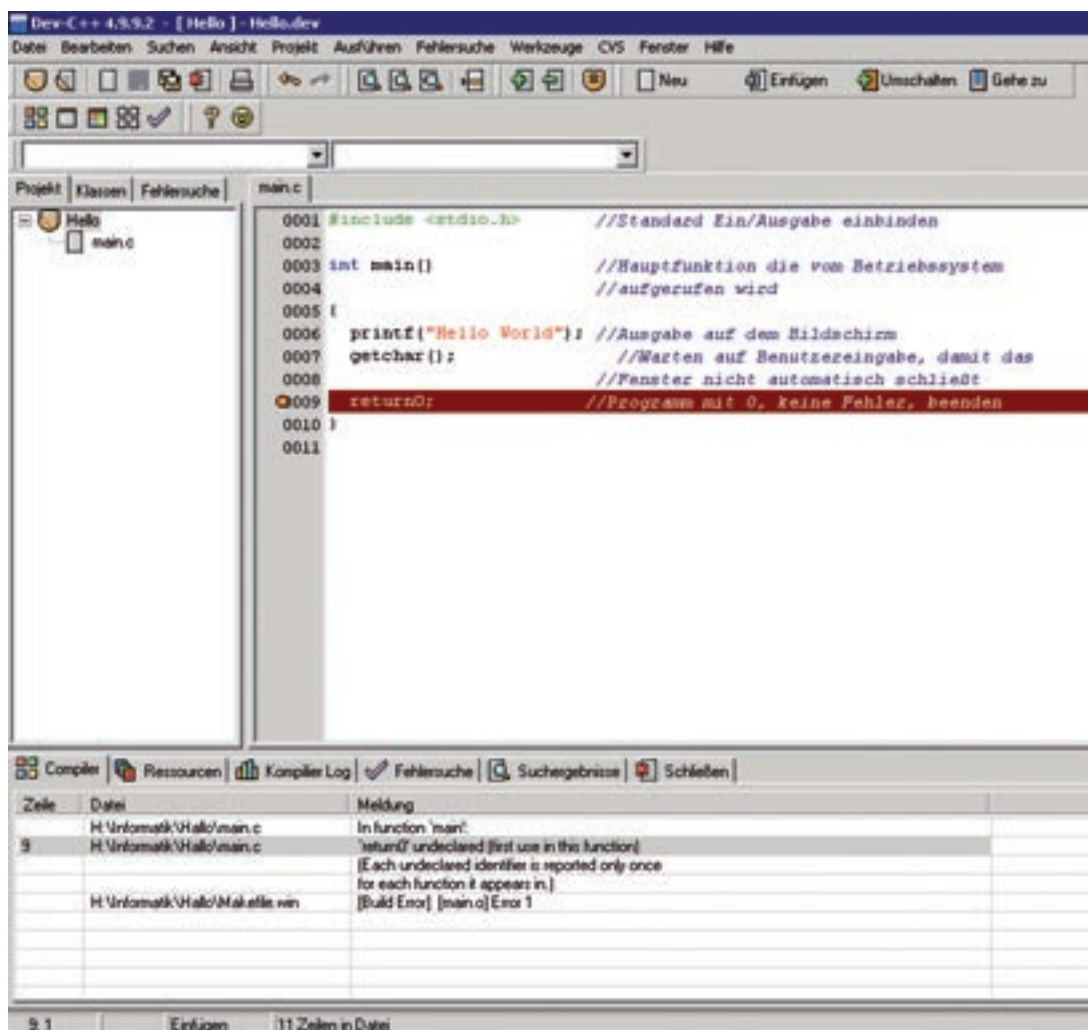 Dev-C++ 4.9.9.2 - [ Hello ] - Hello.dev
Datei Bearbeiten Suchen Ansicht Projekt Ausführen Fehlersuche Werkzeuge CVS Fenster Hilfe
Neu Einfügen Umschalten Gehe zu
Projekt Klassen Fehlersuche
main.c
Hello
main.c
0001 #include <stdio.h> //Standard Ein/Ausgabe einbinden
0002
0003 int main() //Hauptfunktion die vom Betriebssystem
0004 //aufgerufen wird
0005 {
0006 printf("Hello World"); //Ausgabe auf dem Bildschirm
0007 getchar(); //Warten auf Benutzereingabe, damit das
0008 //Fenster nicht automatisch schließt
0009 return0; //Programm mit 0, keine Fehler, beenden
0010 }
0011
Compiler Ressourcen Kompilier Log Fehlersuche Suchergebnisse Schließen
Zeile Datei Meldung
H:\Informatik\Hallo\main.c In function 'main':
9 H:\Informatik\Hallo\main.c 'return0' undeclared (first use in this function)
(Each undeclared identifier is reported only once
for each function it appears in.)
H:\Informatik\Hallo\Makefile.win [Build Error] [main.o] Error 1
9: 1 Einfügen 11 Zeilen in Datei